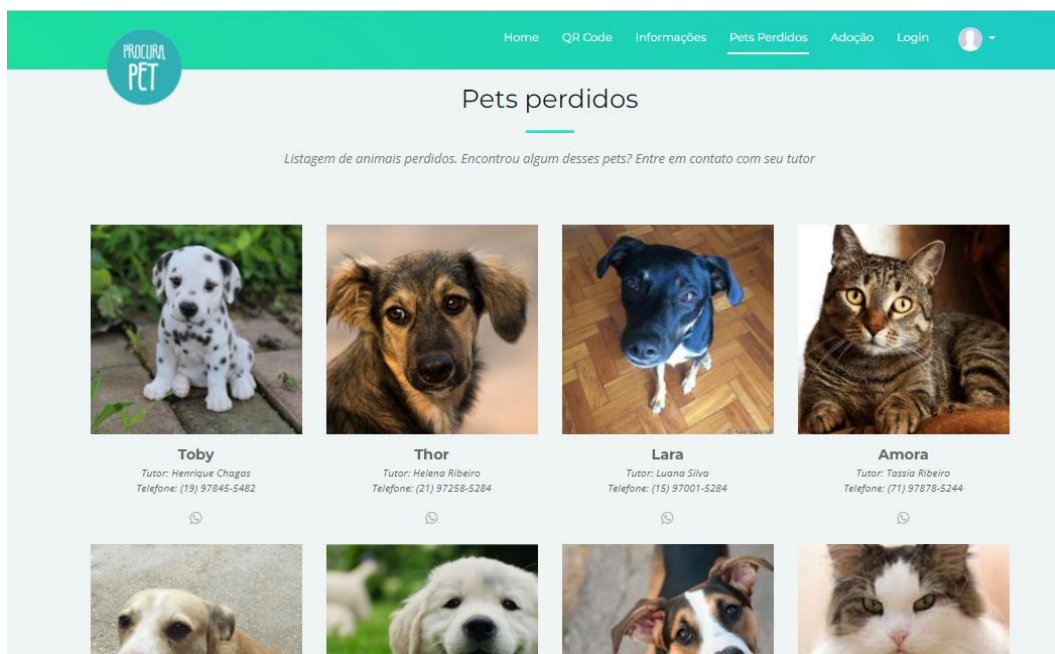 PROCURA
PET
Home QR Code Informações Pets Perdidos Adoção Login
Pets perdidos
Listagem de animais perdidos. Encontrou algum desses pets? Entre em contato com seu tutor
Toby
Tutor: Henrique Chagas
Telefone: (19) 97845-5482
Thor
Tutor: Helena Ribeiro
Telefone: (21) 97258-5284
Lara
Tutor: Luana Silva
Telefone: (15) 97001-5284
Amora
Tutor: Tassia Ribeiro
Telefone: (71) 97878-5244